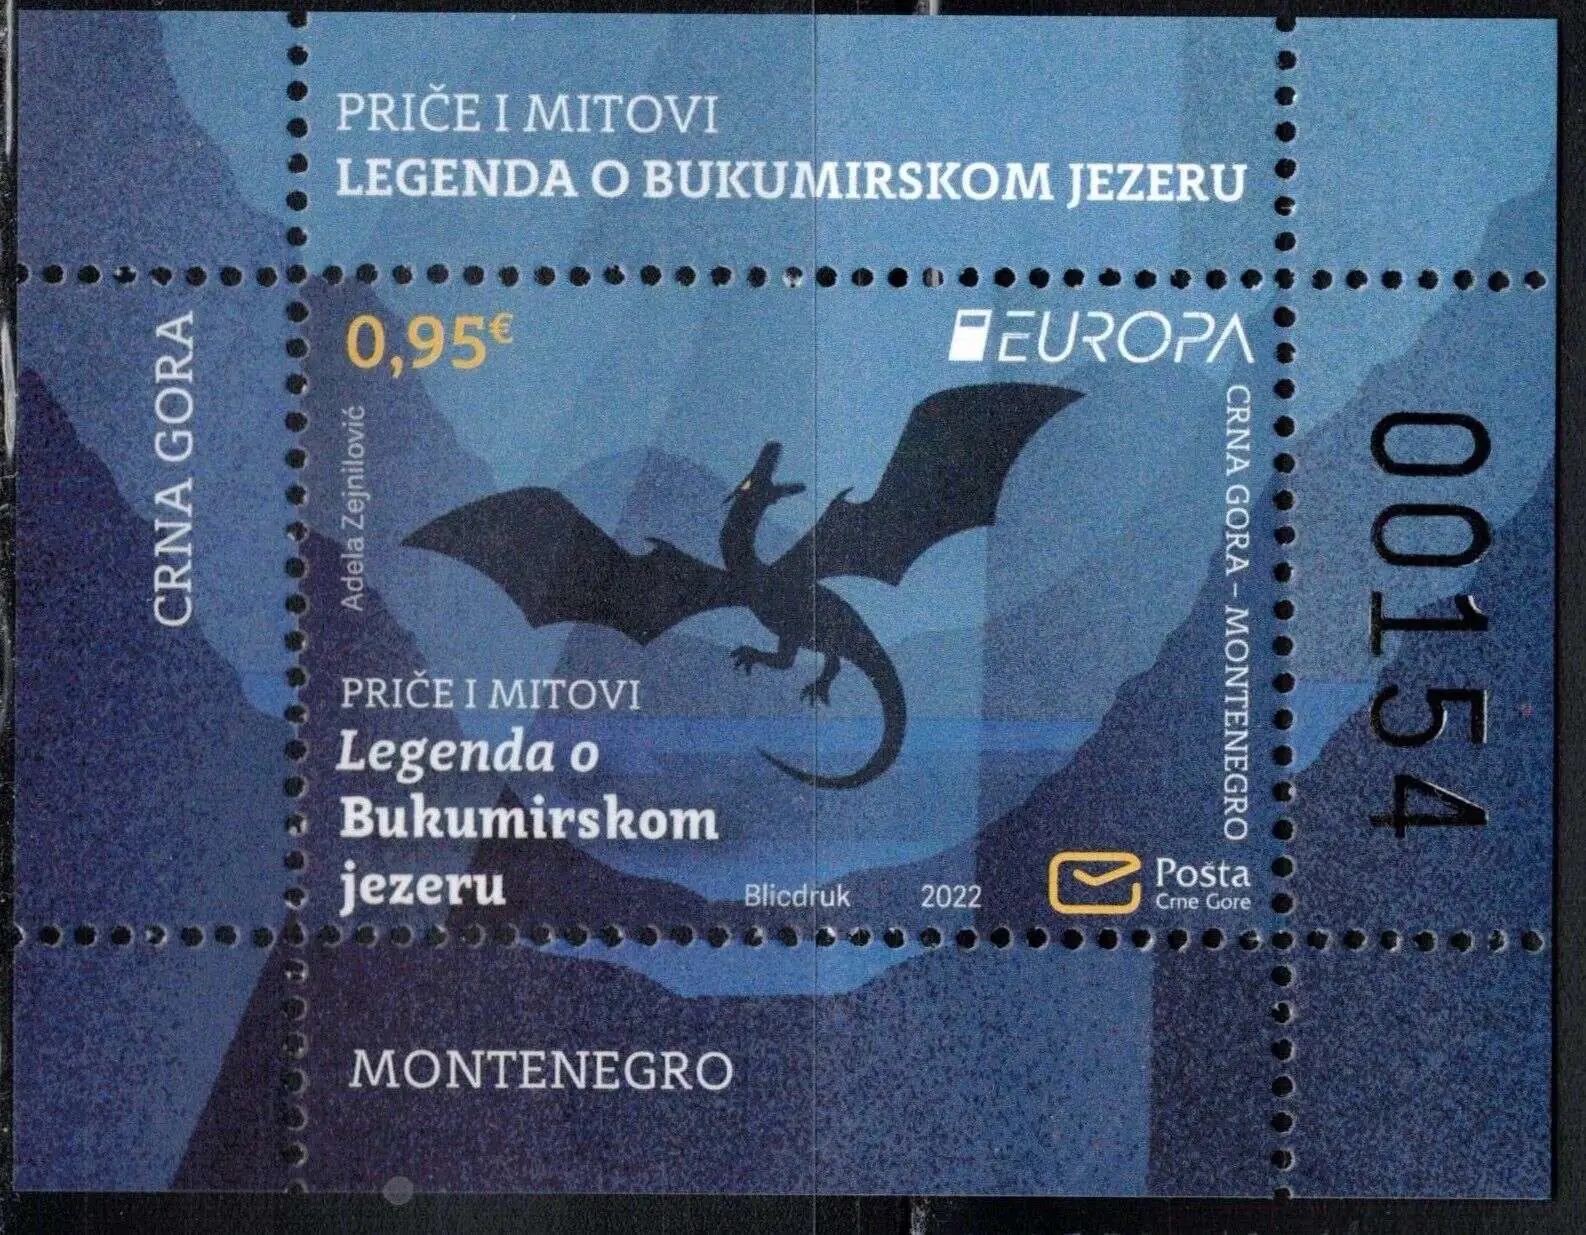 PRIČE I MITOVI
LEGENDA O BUKUMIRSKOM JEZERU
CRNA GORA
0,95€
EUROPA
Adela Zejnilović
CRNA GORA – MONTENEGRO
00154
PRIČE I MITOVI
Legenda o
Bukumirskom
jezeru
Blicdruk 2022
Pošta
Crne Gore
MONTENEGRO